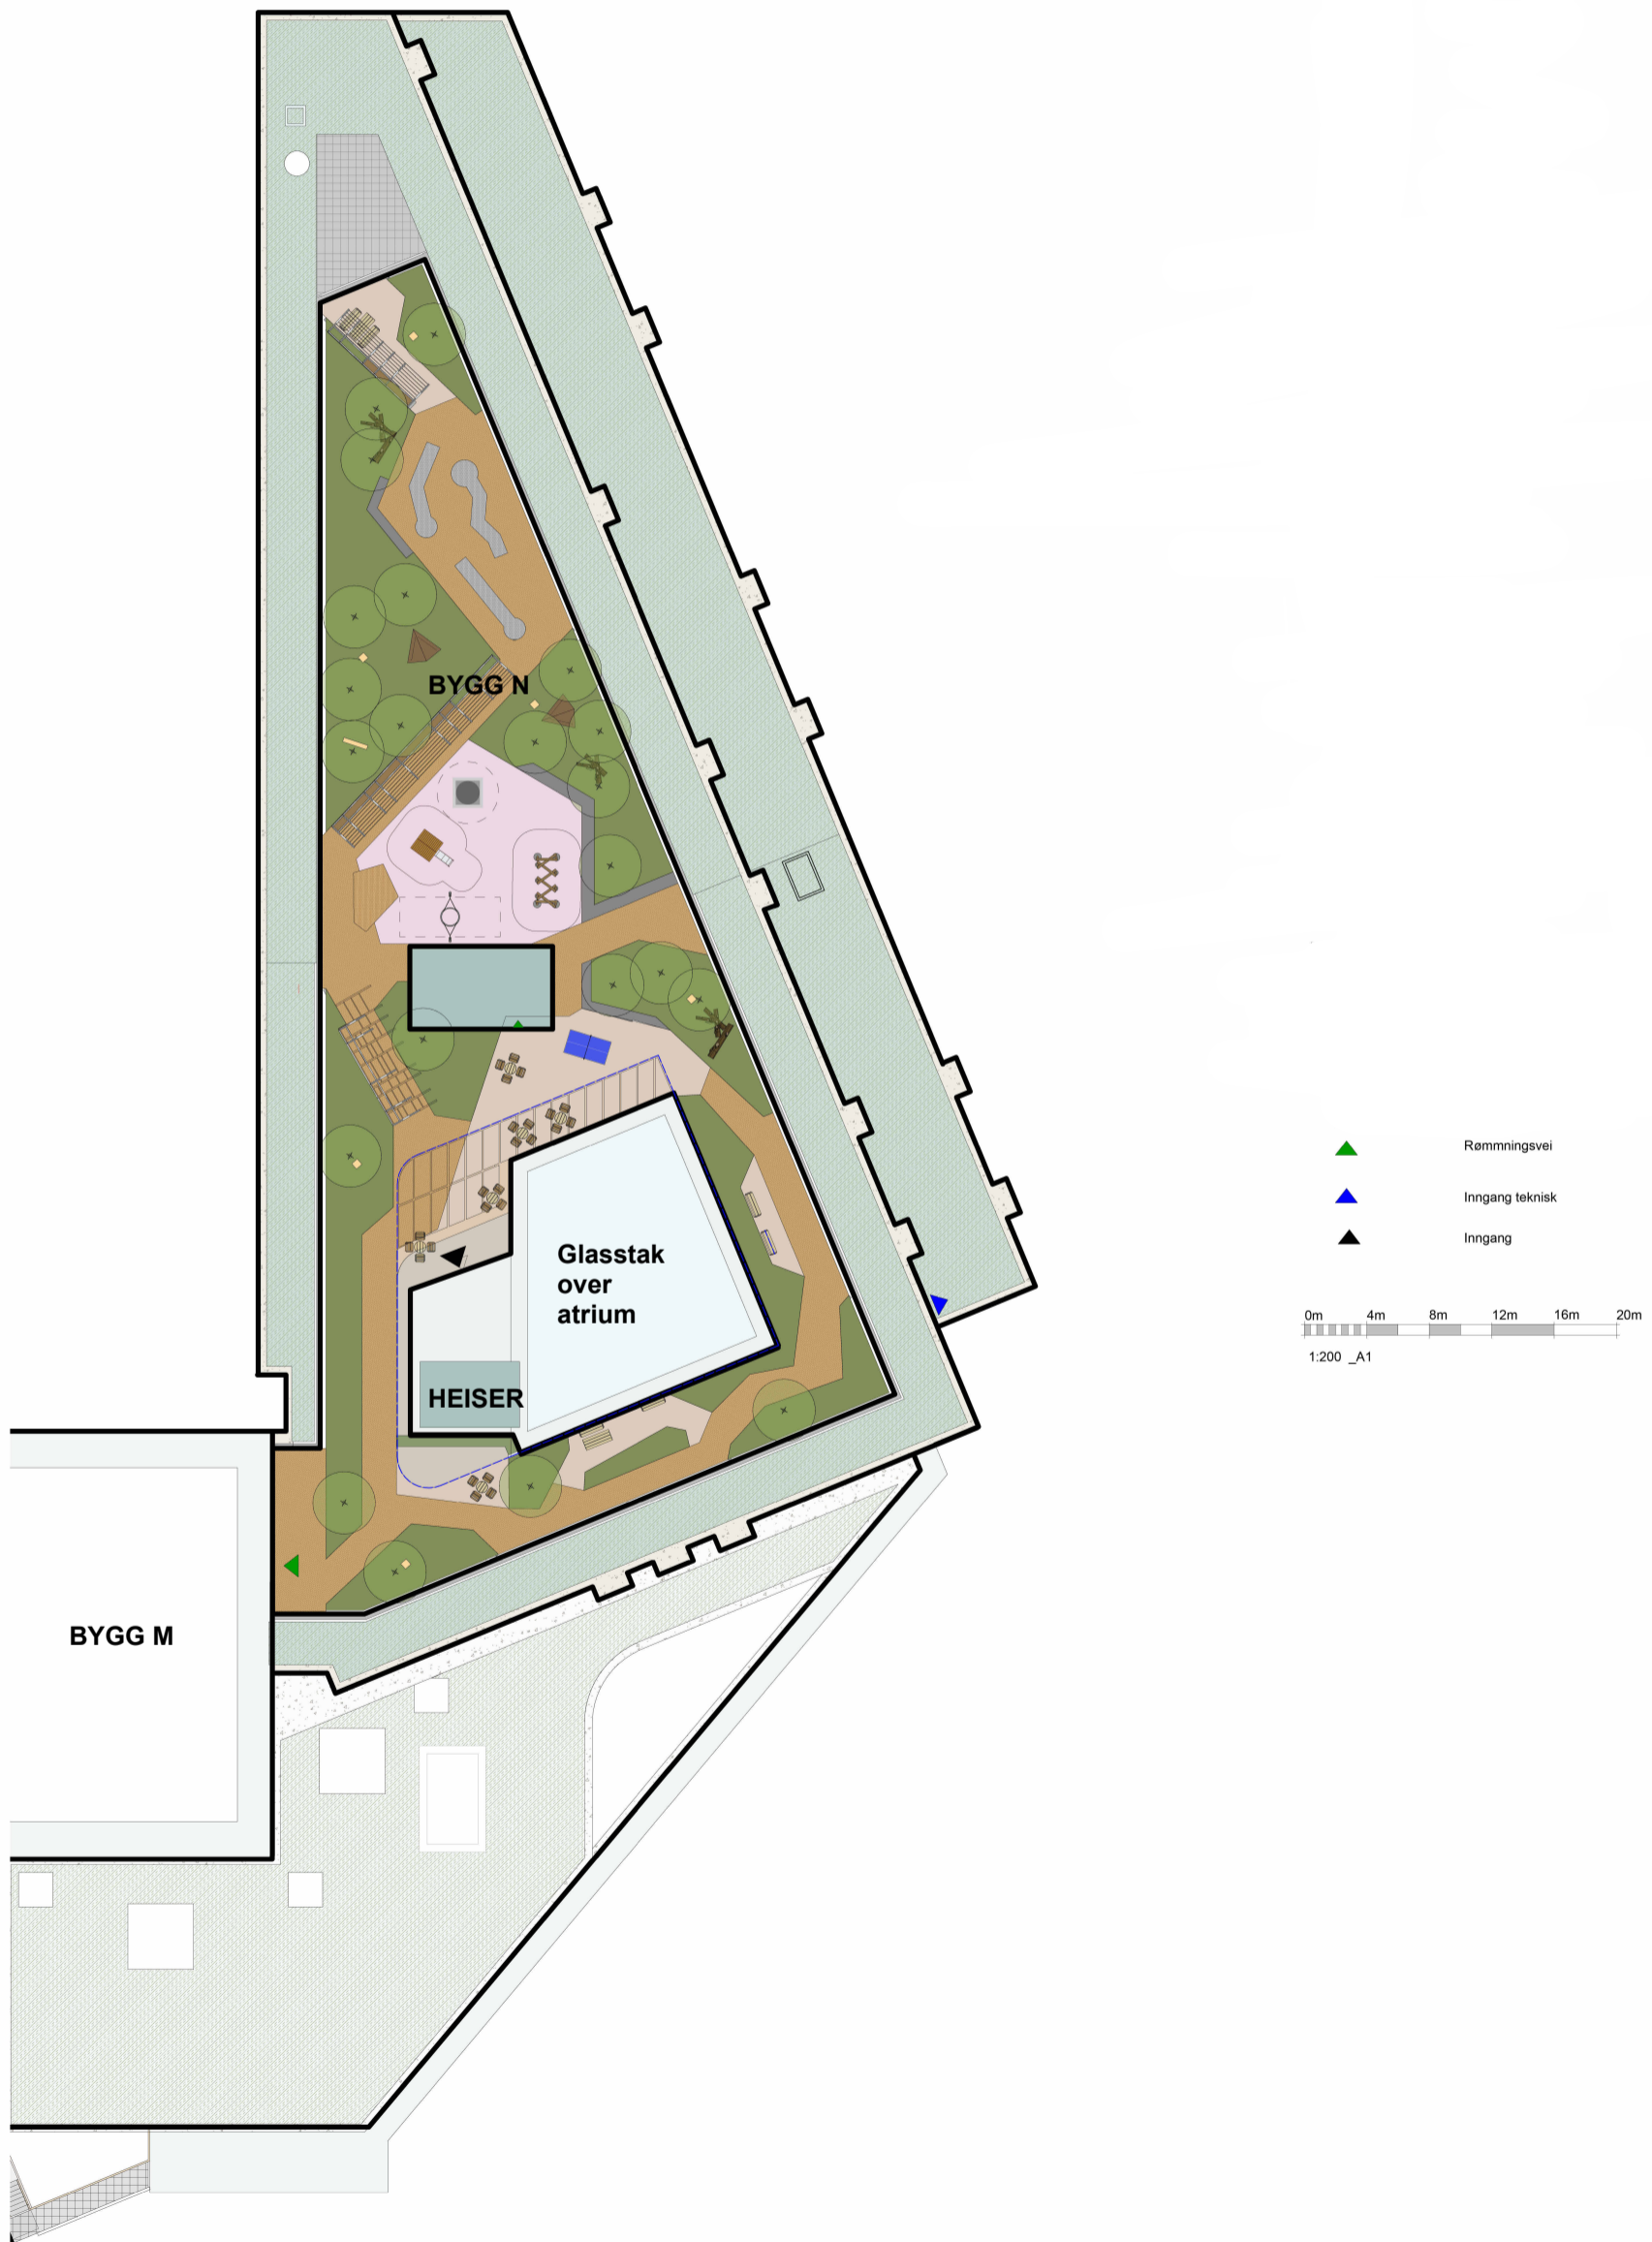 BYGG N
Rømmningsvei
Inngang teknisk
Inngang
Glasstak
over
atrium
0m 4m 8m 12m 16m 20m
1:200 _A1
HEISER
BYGG M